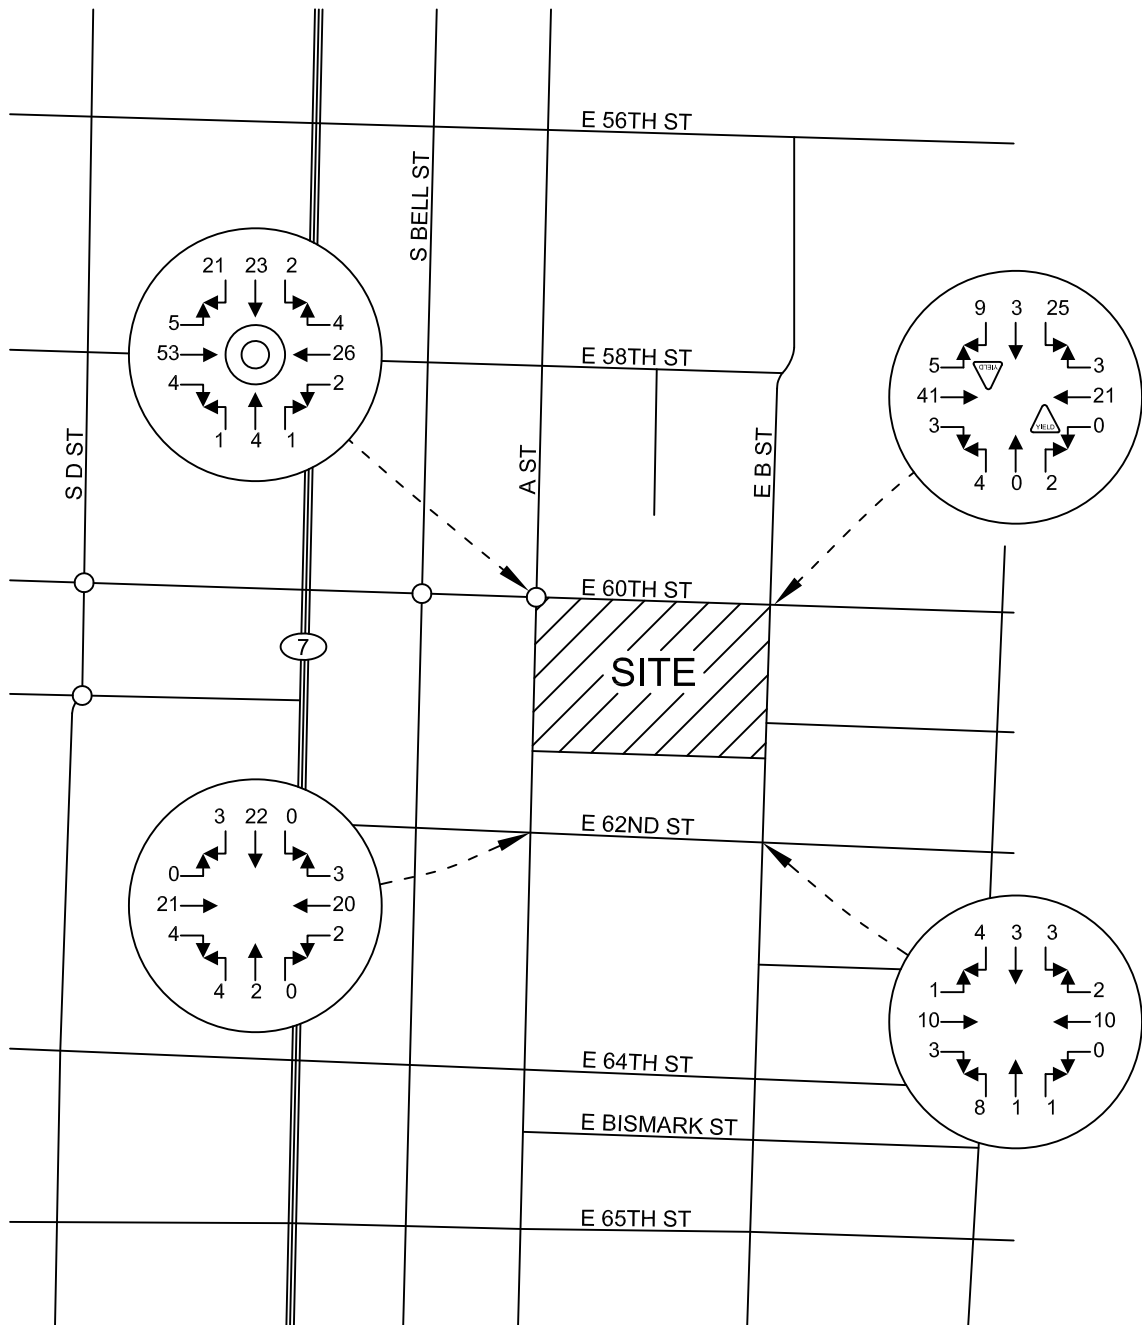 E 56TH ST
S BELL ST
21 23 2
5 4
53 26
4 2
1 4 1
9 3 25
5 YIELD 3
41 21
3 YIELD 0
4 0 2
E 58TH ST
S D ST
A ST
E B ST
E 60TH ST
7
SITE
3 22 0
0 3
21 20
4 2
4 2 0
E 62ND ST
4 3 3
1 2
10 10
3 0
8 1 1
E 64TH ST
E BISMARK ST
E 65TH ST